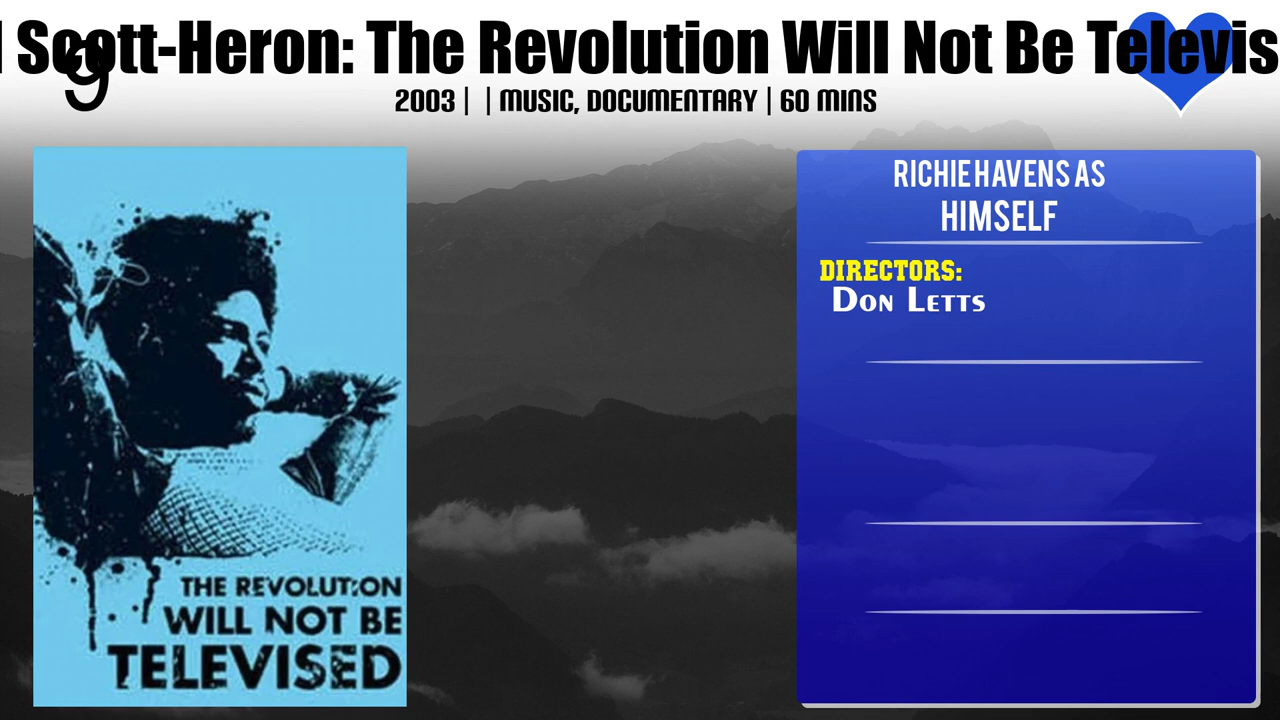 l Scott-Heron: The Revolution Will Not Be Televis
9
2003 | | MUSIC, DOCUMENTARY | 60 MINS
RICHIE HAVENS AS
HIMSELF
DIRECTORS:
DON LETTS
THE REVOLUTION
WILL NOT BE
TELEVISED